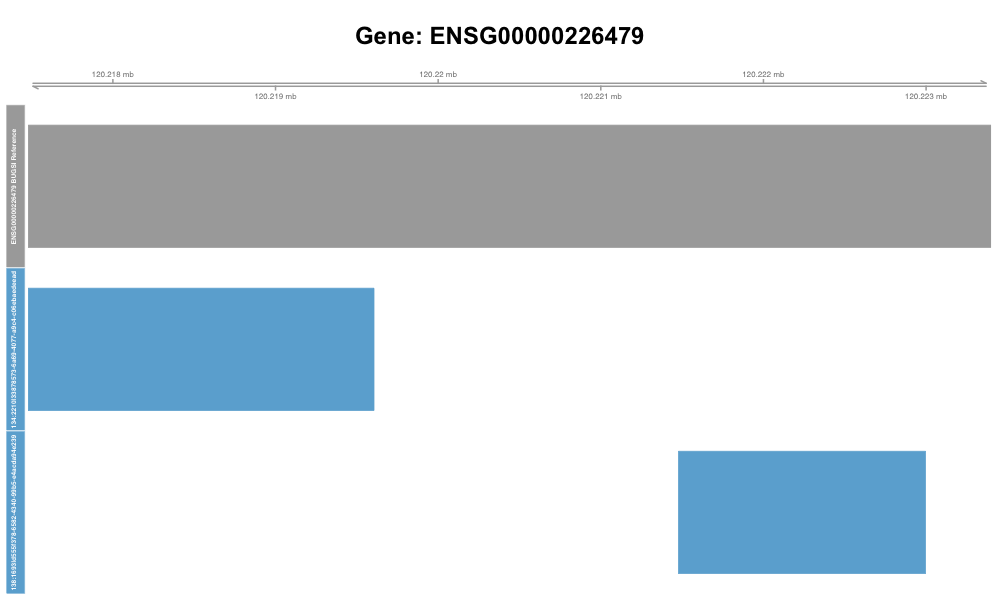 Gene: ENSG00000226479
120.218 mb
120.22 mb
120.222 mb
120.219 mb
120.221 mb
120.223 mb
ENSG00000226479 BUGSI Reference